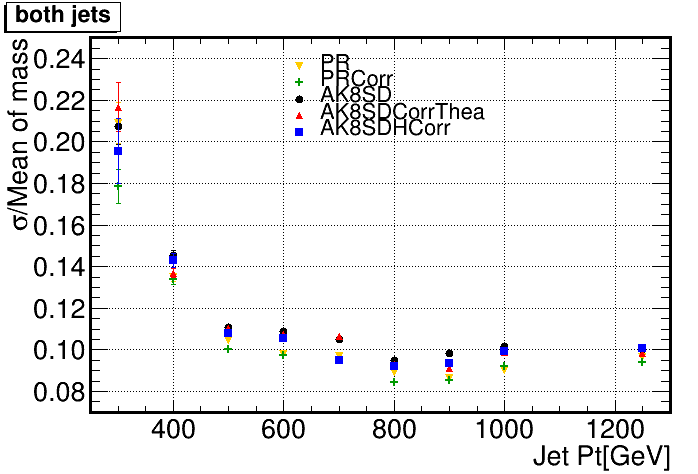 both jets
σ/Mean of mass
0.24
0.22
0.20
0.18
0.16
0.14
0.12
0.10
0.08
PR
PRCorr
AK8SD
AK8SDCorrThea
AK8SDHCorr
400 600 800 1000 1200
Jet Pt[GeV]